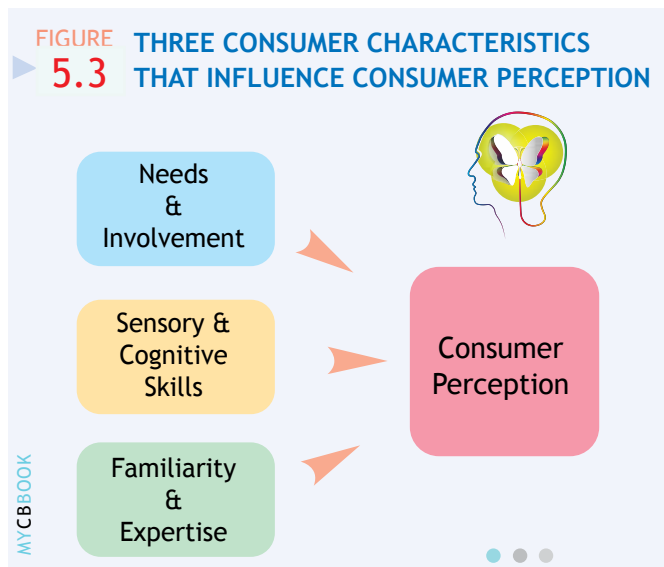 FIGURE
5.3
THREE CONSUMER CHARACTERISTICS
THAT INFLUENCE CONSUMER PERCEPTION
Needs
&
Involvement
Sensory &
Cognitive
Skills
Familiarity
&
Expertise
Consumer
Perception
MYCBBOOK